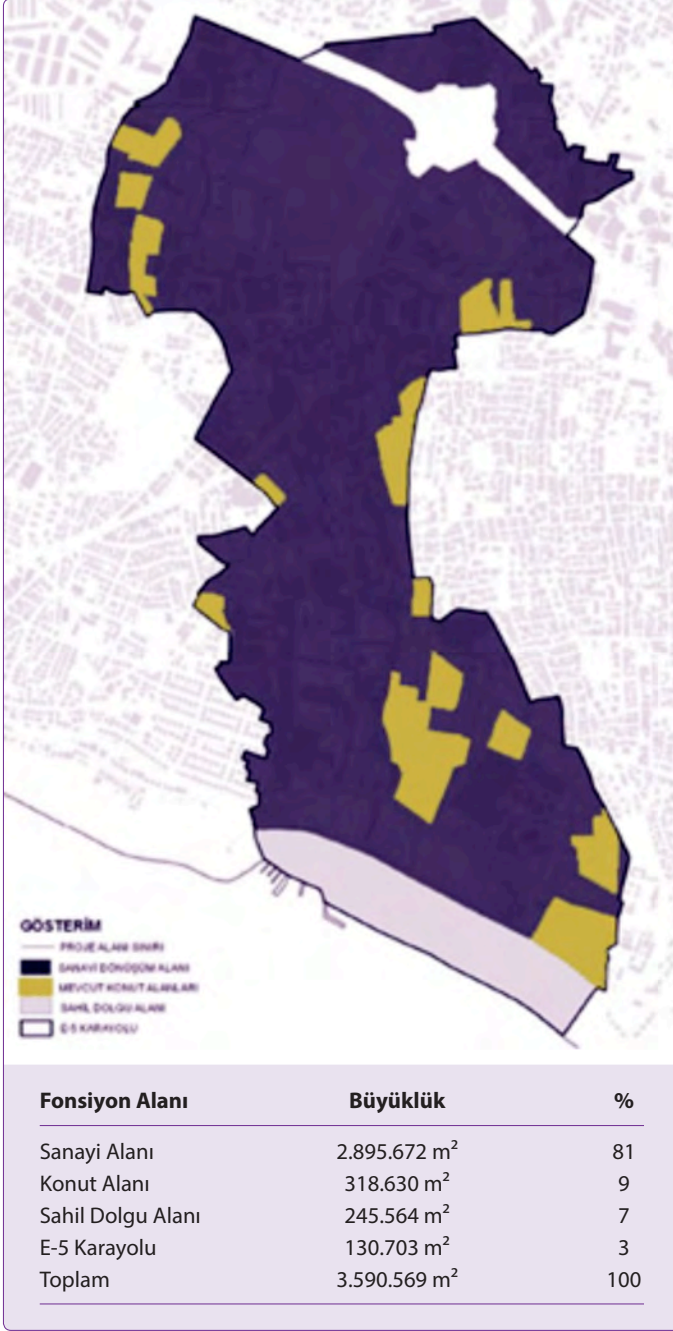 GÖSTERİM
PROJE ALANI SINIRI
SANAYİ DÖNÜŞÜM ALANI
MEVCUT KONUT ALANLARI
SAHİL DOLGU ALANI
E-5 KARAYOLU
Fonsiyon Alanı Büyüklük %
Sanayi Alanı 2.895.672 m² 81
Konut Alanı 318.630 m² 9
Sahil Dolgu Alanı 245.564 m² 7
E-5 Karayolu 130.703 m² 3
Toplam 3.590.569 m² 100